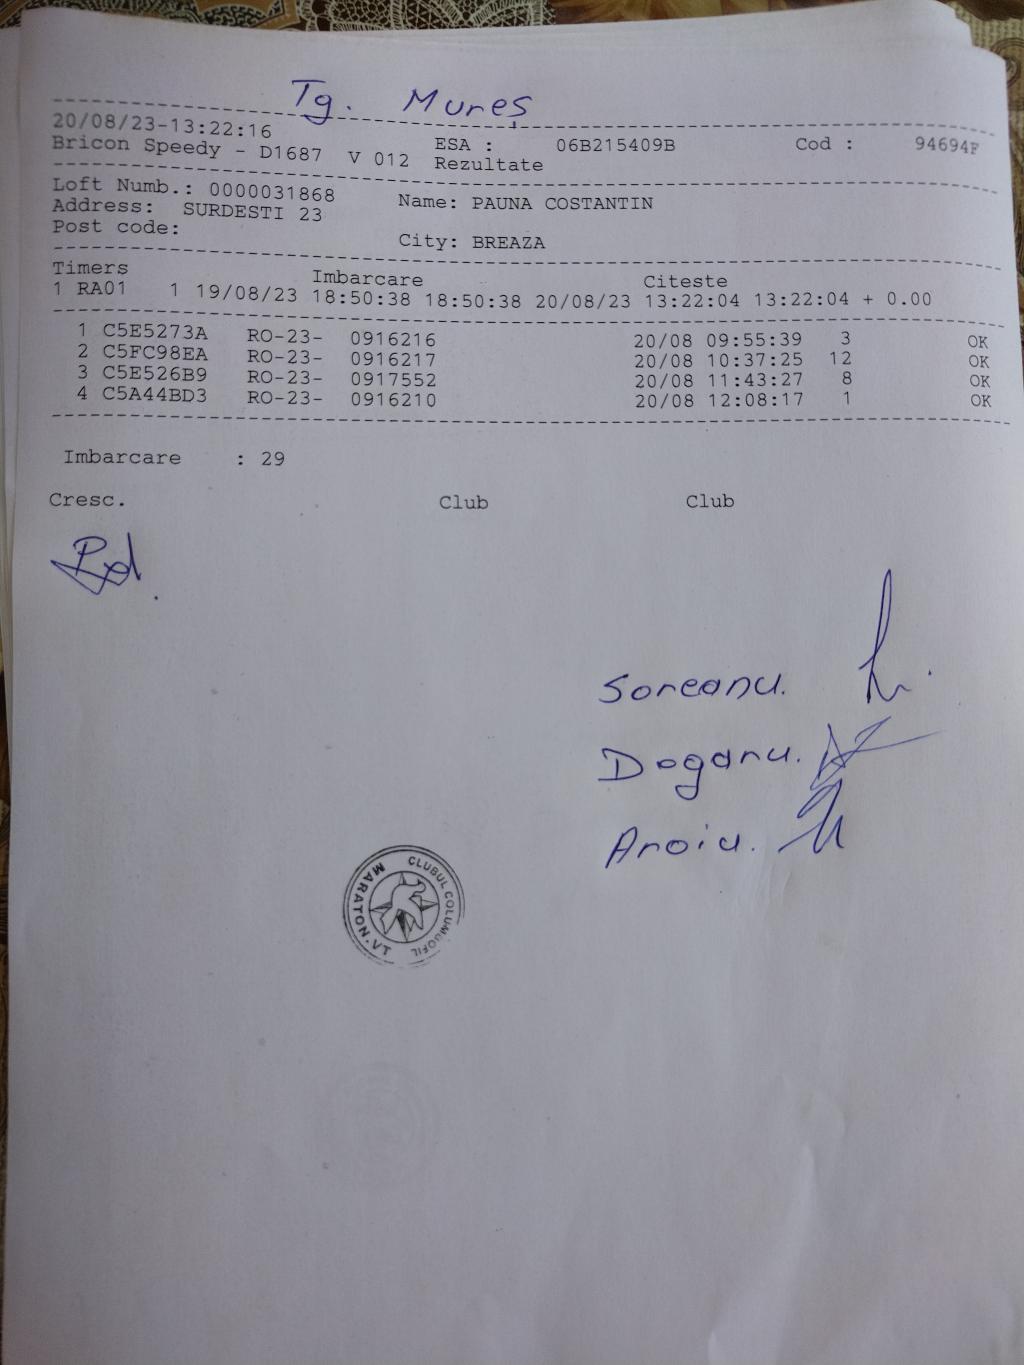 Tg. Mureș
20/08/23-13:22:16
Bricon Speedy - D1687 V 012 ESA : 06B215409B Cod : 94694F
Rezultate
Loft Numb.: 0000031868
Address: SURDESTI 23 Name: PAUNA COSTANTIN
Post code: City: BREAZA
Timers Imbarcare Citeste
1 RA01 1 19/08/23 18:50:38 18:50:38 20/08/23 13:22:04 13:22:04 + 0.00
1 C5E5273A RO-23- 0916216 20/08 09:55:39 3 OK
2 C5FC98EA RO-23- 0916217 20/08 10:37:25 12 OK
3 C5E526B9 RO-23- 0917552 20/08 11:43:27 8 OK
4 C5A44BD3 RO-23- 0916210 20/08 12:08:17 1 OK
Imbarcare : 29
Cresc. Club Club
Soreanu.
Doganu.
Aroiu.
CLUBUL COLUMBOFIL
MARATON.VT